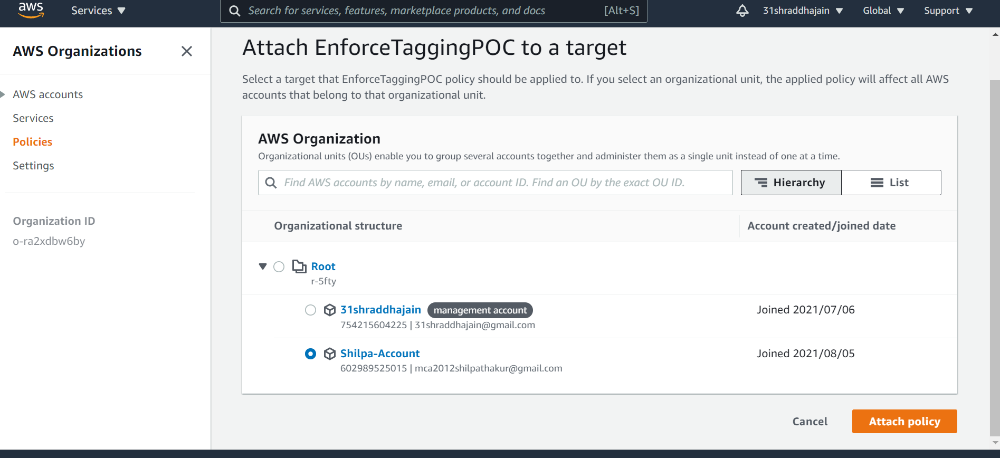 aws
Services
Search for services, features, marketplace products, and docs
[Alt+S]
31shraddhajain
Global
Support
AWS Organizations
AWS accounts
Services
Policies
Settings
Organization ID
o-ra2xdbw6by
Attach EnforceTaggingPOC to a target
Select a target that EnforceTaggingPOC policy should be applied to. If you select an organizational unit, the applied policy will affect all AWS
accounts that belong to that organizational unit.
AWS Organization
Organizational units (OUs) enable you to group several accounts together and administer them as a single unit instead of one at a time.
Find AWS accounts by name, email, or account ID. Find an OU by the exact OU ID.
Hierarchy
List
Organizational structure
Account created/joined date
Root
r-5fty
31shraddhajain management account
Joined 2021/07/06
754215604225 | 31shraddhajain@gmail.com
Shilpa-Account
Joined 2021/08/05
602989525015 | mca2012shilpathakur@gmail.com
Cancel
Attach policy